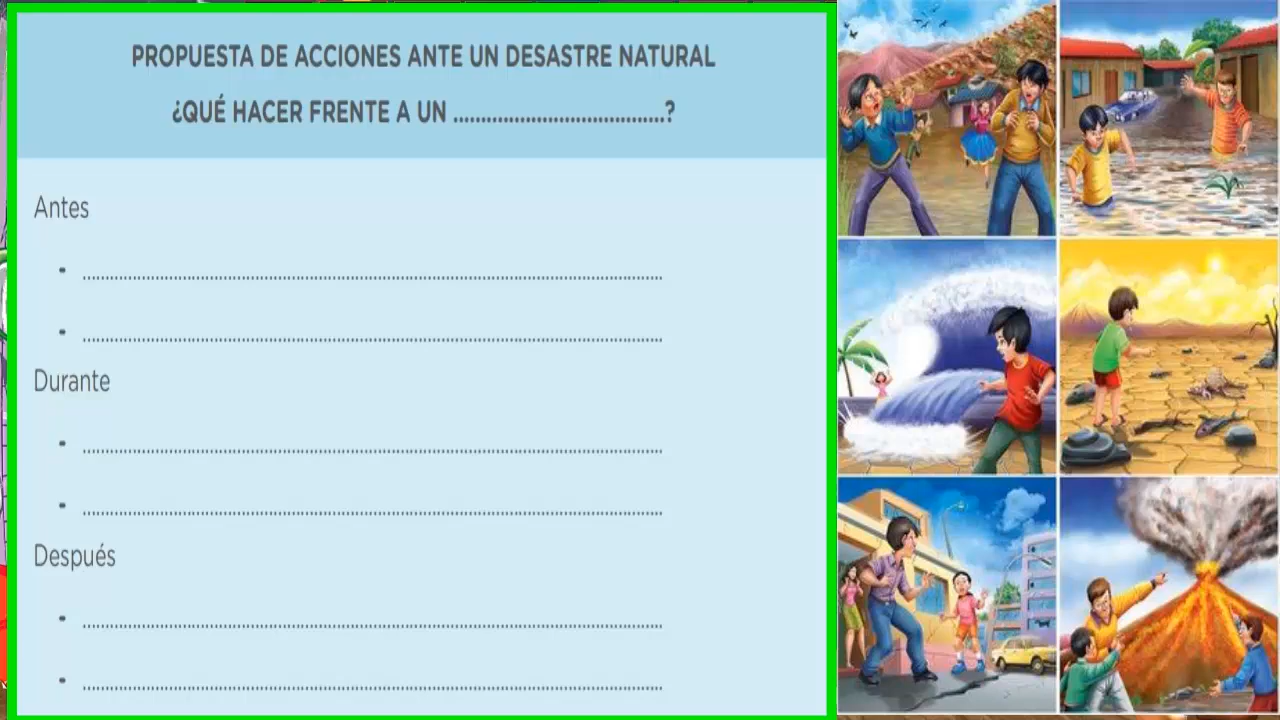 PROPUESTA DE ACCIONES ANTE UN DESASTRE NATURAL
¿QUÉ HACER FRENTE A UN ......................................?
Antes
- ........................................................................................................
- ........................................................................................................
Durante
- ........................................................................................................
- ........................................................................................................
Después
- ........................................................................................................
- ........................................................................................................